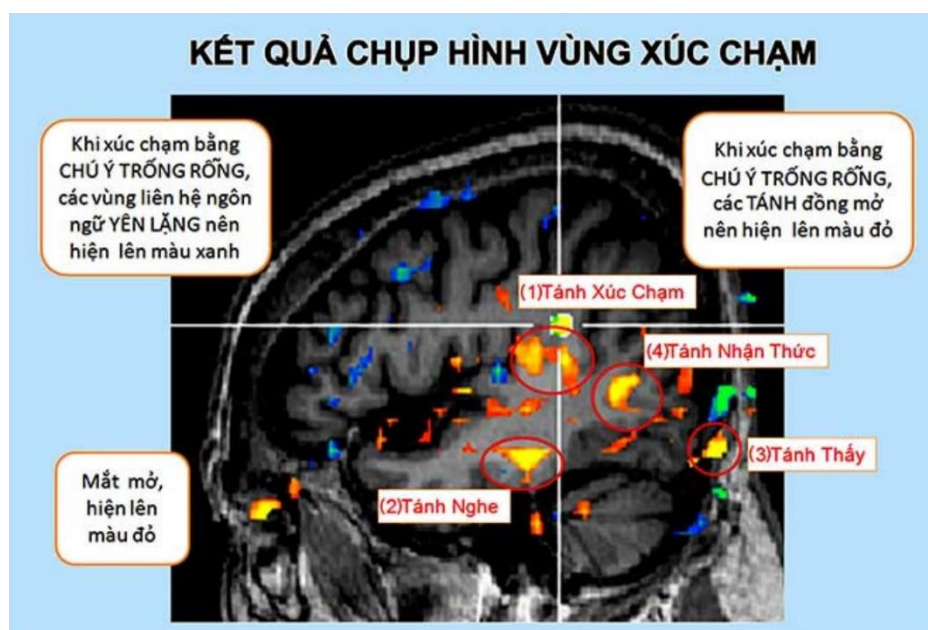 KẾT QUẢ CHỤP HÌNH VÙNG XÚC CHẠM
Khi xúc chạm bằng
CHÚ Ý TRỐNG RỖNG,
các vùng liên hệ ngôn
ngữ YÊN LẶNG nên
hiện lên màu xanh
Khi xúc chạm bằng
CHÚ Ý TRỐNG RỖNG,
các TÁNH đồng mở
nên hiện lên màu đỏ
(1)Tánh Xúc Chạm
(4)Tánh Nhận Thức
(3)Tánh Thấy
(2)Tánh Nghe
Mắt mở,
hiện lên
màu đỏ